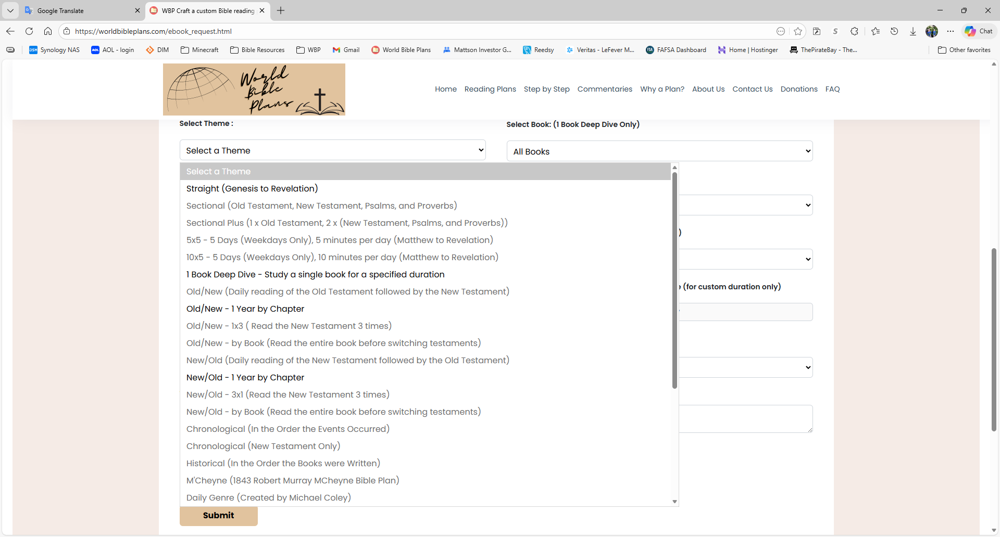 Google Translate
WBP Craft a custom Bible reading
https://worldbibleplans.com/ebook_request.html
Chat
Synology NAS
AOL - login
DIM
Minecraft
Bible Resources
WBP
Gmail
World Bible Plans
Mattson Investor G...
Reedsy
Veritas - LeFever M...
FAFSA Dashboard
Home | Hostinger
ThePirateBay - The...
Other favorites
World
Bible
Plans
Home Reading Plans Step by Step Commentaries Why a Plan? About Us Contact Us Donations FAQ
Select Theme :
Select Book: (1 Book Deep Dive Only)
Select a Theme
All Books
Select a Theme
Straight (Genesis to Revelation)
Sectional (Old Testament, New Testament, Psalms, and Proverbs)
Sectional Plus (1 x Old Testament, 2 x (New Testament, Psalms, and Proverbs))
5x5 - 5 Days (Weekdays Only), 5 minutes per day (Matthew to Revelation)
10x5 - 5 Days (Weekdays Only), 10 minutes per day (Matthew to Revelation)
1 Book Deep Dive - Study a single book for a specified duration
Old/New (Daily reading of the Old Testament followed by the New Testament)
Old/New - 1 Year by Chapter
Old/New - 1x3 ( Read the New Testament 3 times)
Old/New - by Book (Read the entire book before switching testaments)
New/Old (Daily reading of the New Testament followed by the Old Testament)
New/Old - 1 Year by Chapter
New/Old - 3x1 (Read the New Testament 3 times)
New/Old - by Book (Read the entire book before switching testaments)
Chronological (In the Order the Events Occurred)
Chronological (New Testament Only)
Historical (In the Order the Books were Written)
M'Cheyne (1843 Robert Murray MCheyne Bible Plan)
Daily Genre (Created by Michael Coley)
)
e (for custom duration only)
Submit